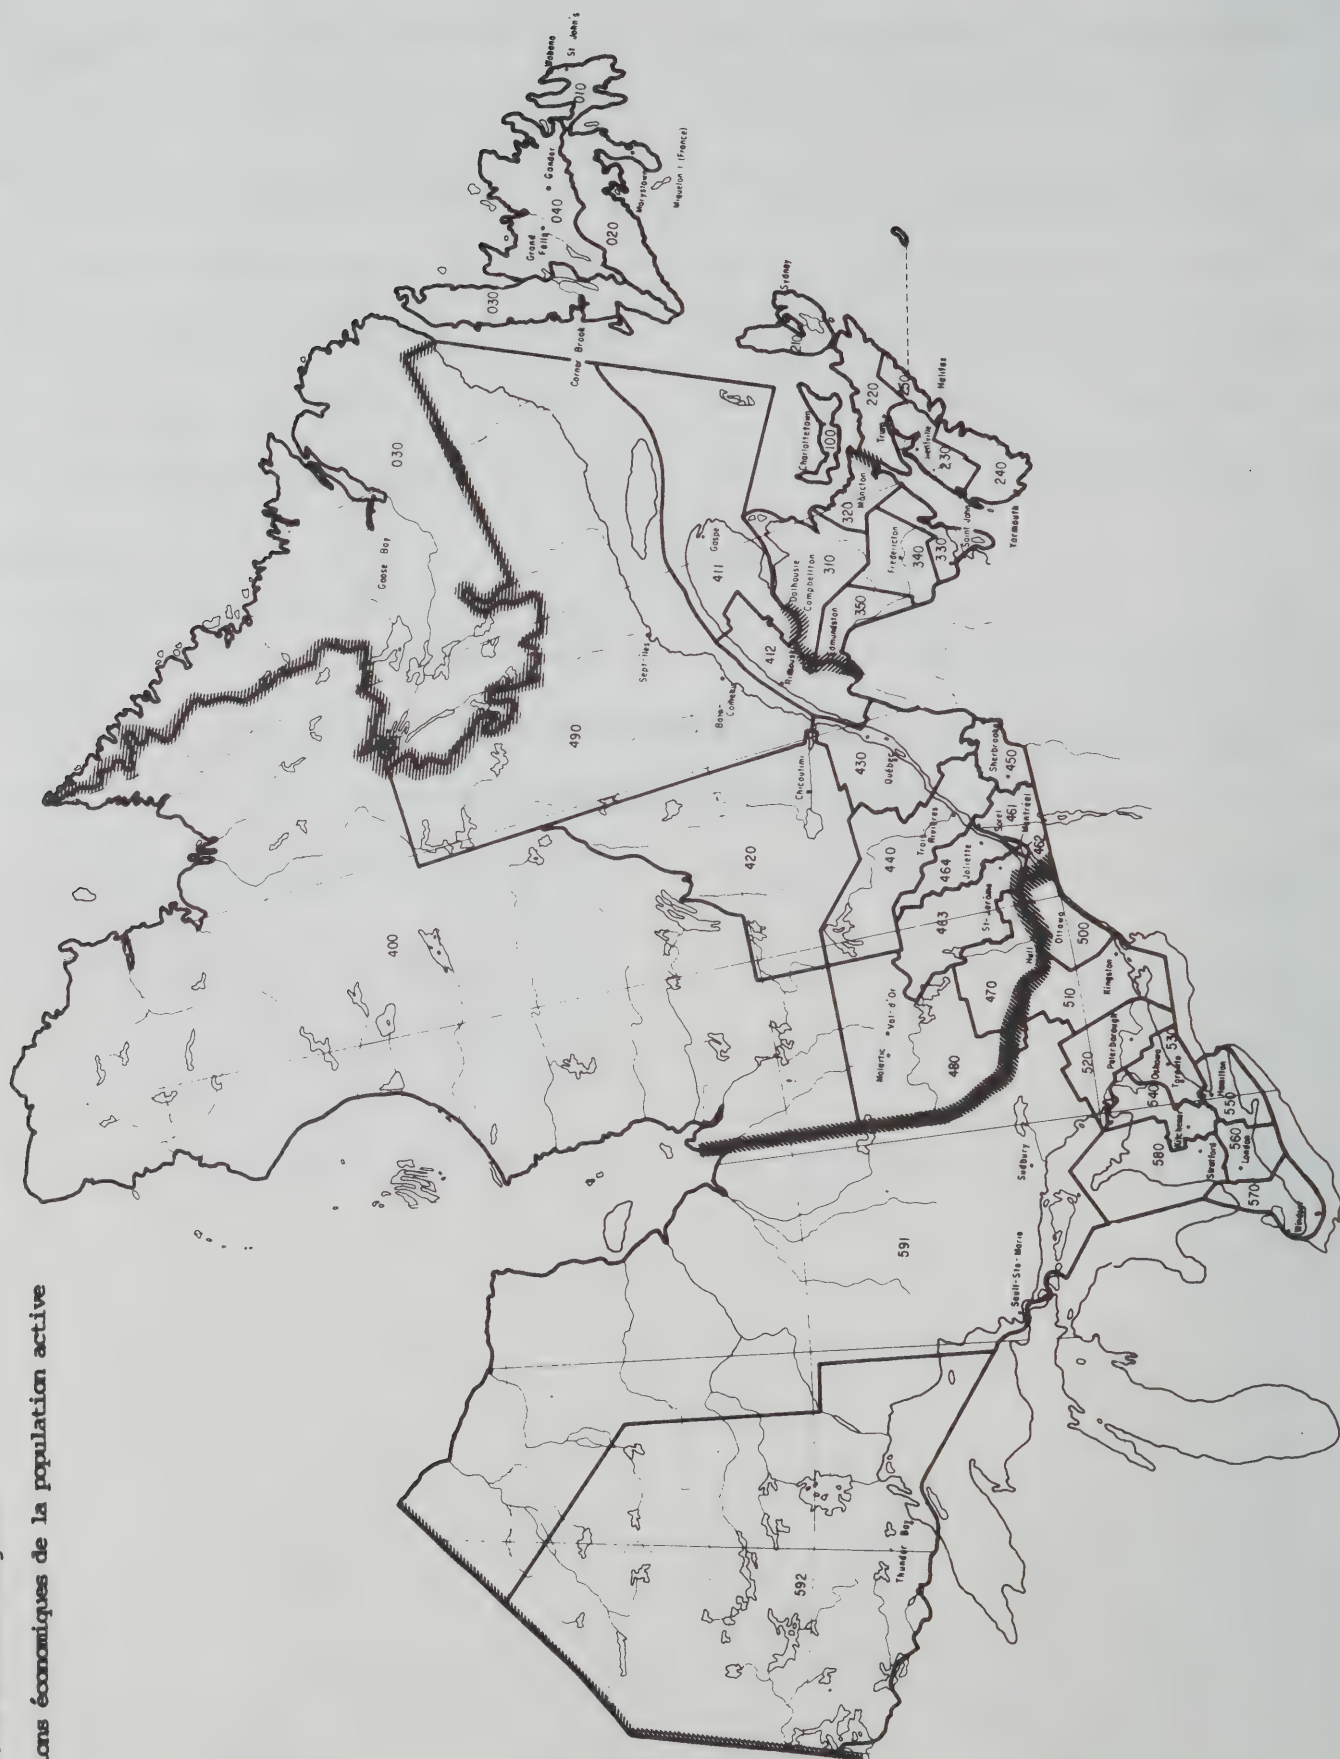 ons économiques de la population active
Wabana
St John's
010
Gander
040
Grand
Falls
020
Marystown
Miquelon I (France)
030
Corner Brook
030
Goose Bay
Sydney
210
220
250
Halifax
Truro
Kentville
230
240
Yarmouth
Charlottetown
100
Moncton
320
Saint John
330
Fredericton
340
310
Dalhousie
Campbellton
350
Edmundston
Gaspé
411
412
Rimouski
Sept-Iles
Baie-
Comeau
490
400
Chicoutimi
420
430
Québec
Sherbrooke
450
Trois
Rivières
440
Sorel
461
Montréal
462
Joliette
464
St-Jérôme
463
Hull
470
Val-d'Or
Malartic
480
Ottawa
500
510
Kingston
Peterborough
520
530
Oshawa
Toronto
540
Hamilton
550
Kitchener
560
London
Stratford
580
570
Windsor
Sudbury
591
Sault-Ste-Marie
592
Thunder Bay